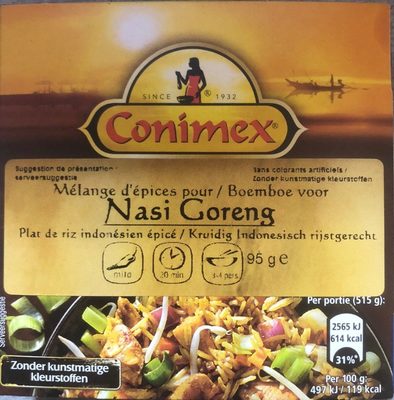 SINCE 1932
Conimex®
Suggestion de présentation / Sans colorants artificiels /
serveersuggestie Zonder kunstmatige kleurstoffen
Mélange d'épices pour / Boemboe voor
Nasi Goreng
Plat de riz indonésien épicé / Kruidig Indonesisch rijstgerecht
mild 20 min 3-4 pers 95 g e
Per portie (515 g):
2565 kJ
614 kcal
31%*
Per 100 g:
497 kJ / 119 kcal
Zonder kunstmatige
kleurstoffen
Serveersuggestie